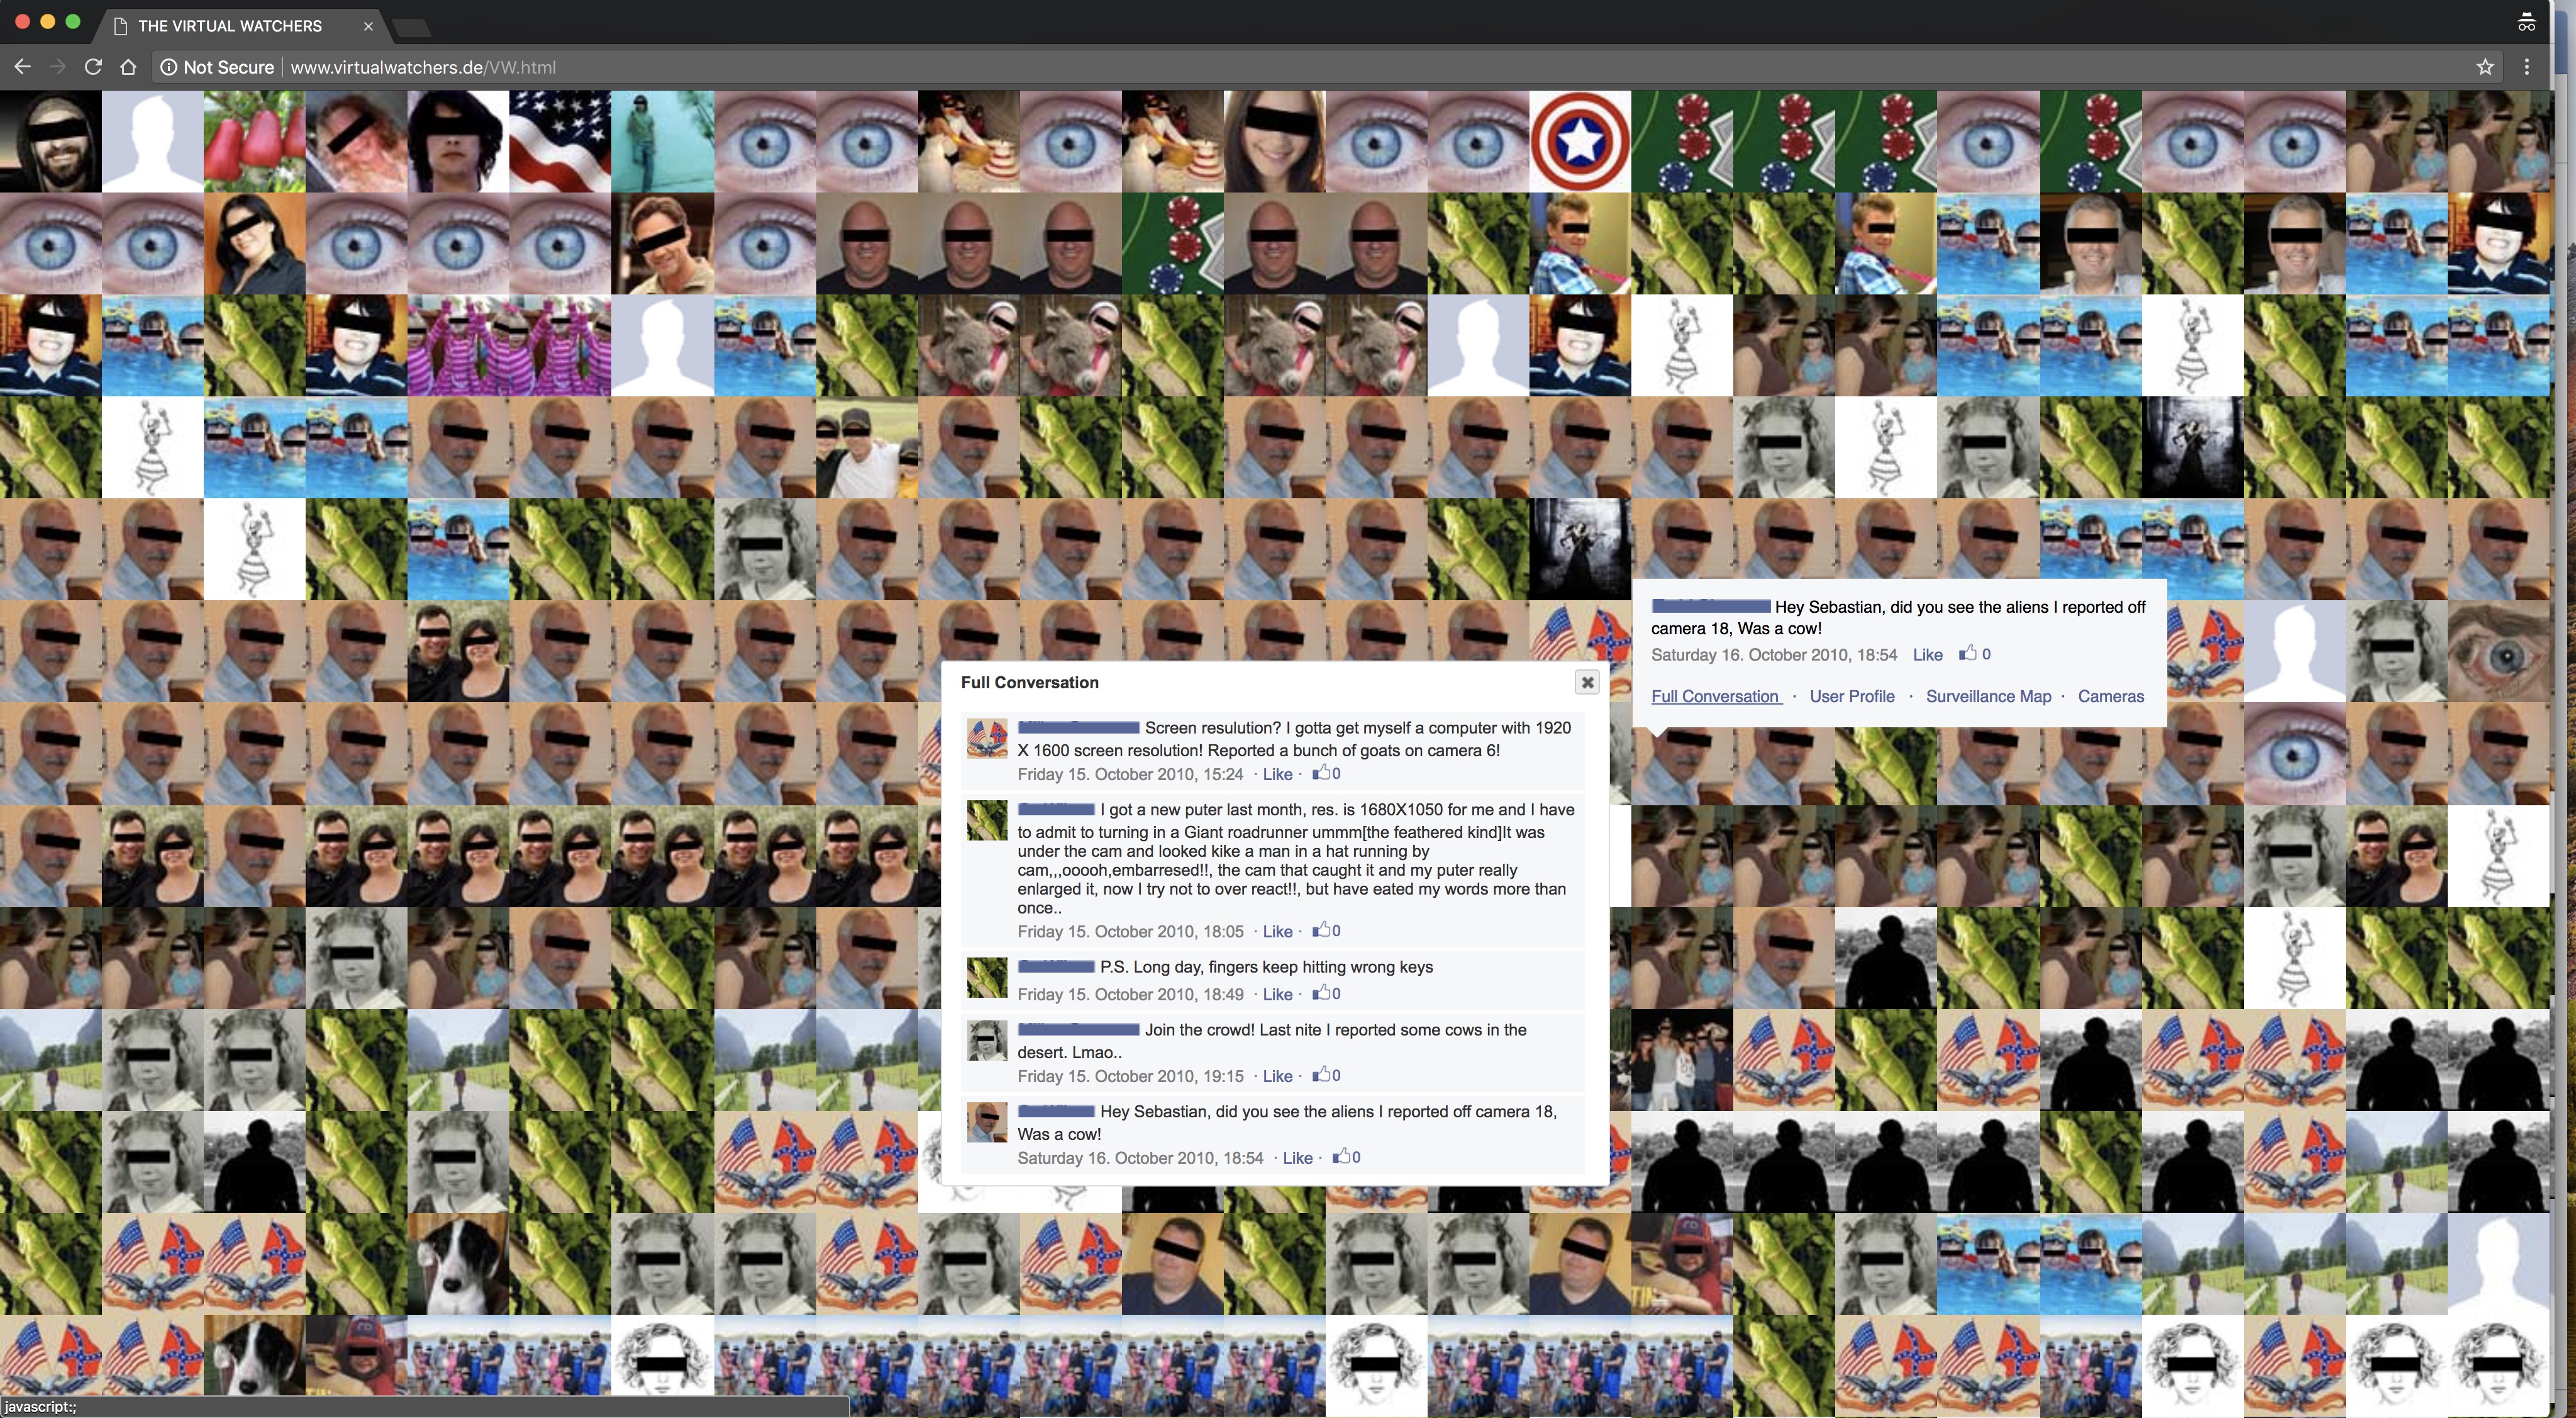 THE VIRTUAL WATCHERS
Not Secure
www.virtualwatchers.de/VW.html
Hey Sebastian, did you see the aliens I reported off
camera 18, Was a cow!
Saturday 16. October 2010, 18:54 Like 0
Full Conversation · User Profile · Surveillance Map · Cameras
Full Conversation
Screen resulution? I gotta get myself a computer with 1920
X 1600 screen resolution! Reported a bunch of goats on camera 6!
Friday 15. October 2010, 15:24 · Like · 0
I got a new puter last month, res. is 1680X1050 for me and I have
to admit to turning in a Giant roadrunner ummm[the feathered kind]It was
under the cam and looked kike a man in a hat running by
cam,,,ooooh,embarresed!!, the cam that caught it and my puter really
enlarged it, now I try not to over react!!, but have eated my words more than
once..
Friday 15. October 2010, 18:05 · Like · 0
P.S. Long day, fingers keep hitting wrong keys
Friday 15. October 2010, 18:49 · Like · 0
Join the crowd! Last nite I reported some cows in the
desert. Lmao..
Friday 15. October 2010, 19:15 · Like · 0
Hey Sebastian, did you see the aliens I reported off camera 18,
Was a cow!
Saturday 16. October 2010, 18:54 · Like · 0
javascript:;